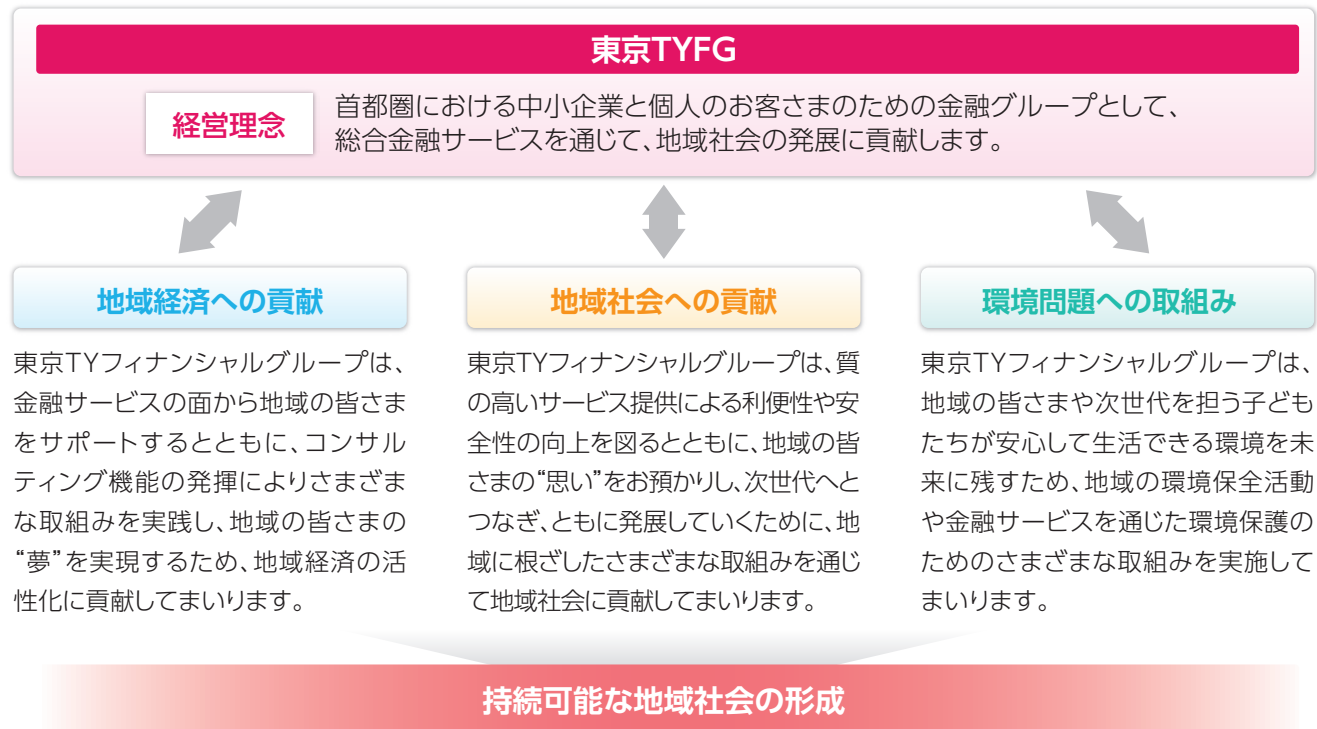 東京TYFG
経営理念
首都圏における中小企業と個人のお客さまのための金融グループとして、
総合金融サービスを通じて、地域社会の発展に貢献します。
地域経済への貢献
東京TYフィナンシャルグループは、
金融サービスの面から地域の皆さま
をサポートするとともに、コンサル
ティング機能の発揮によりさまざま
な取組みを実践し、地域の皆さまの
“夢”を実現するため、地域経済の活
性化に貢献してまいります。
地域社会への貢献
東京TYフィナンシャルグループは、質
の高いサービス提供による利便性や安
全性の向上を図るとともに、地域の皆
さまの“思い”をお預かりし、次世代へと
つなぎ、ともに発展していくために、地
域に根ざしたさまざまな取組みを通じ
て地域社会に貢献してまいります。
環境問題への取組み
東京TYフィナンシャルグループは、
地域の皆さまや次世代を担う子ども
たちが安心して生活できる環境を未
来に残すため、地域の環境保全活動
や金融サービスを通じた環境保護の
ためのさまざまな取組みを実施して
まいります。
持続可能な地域社会の形成